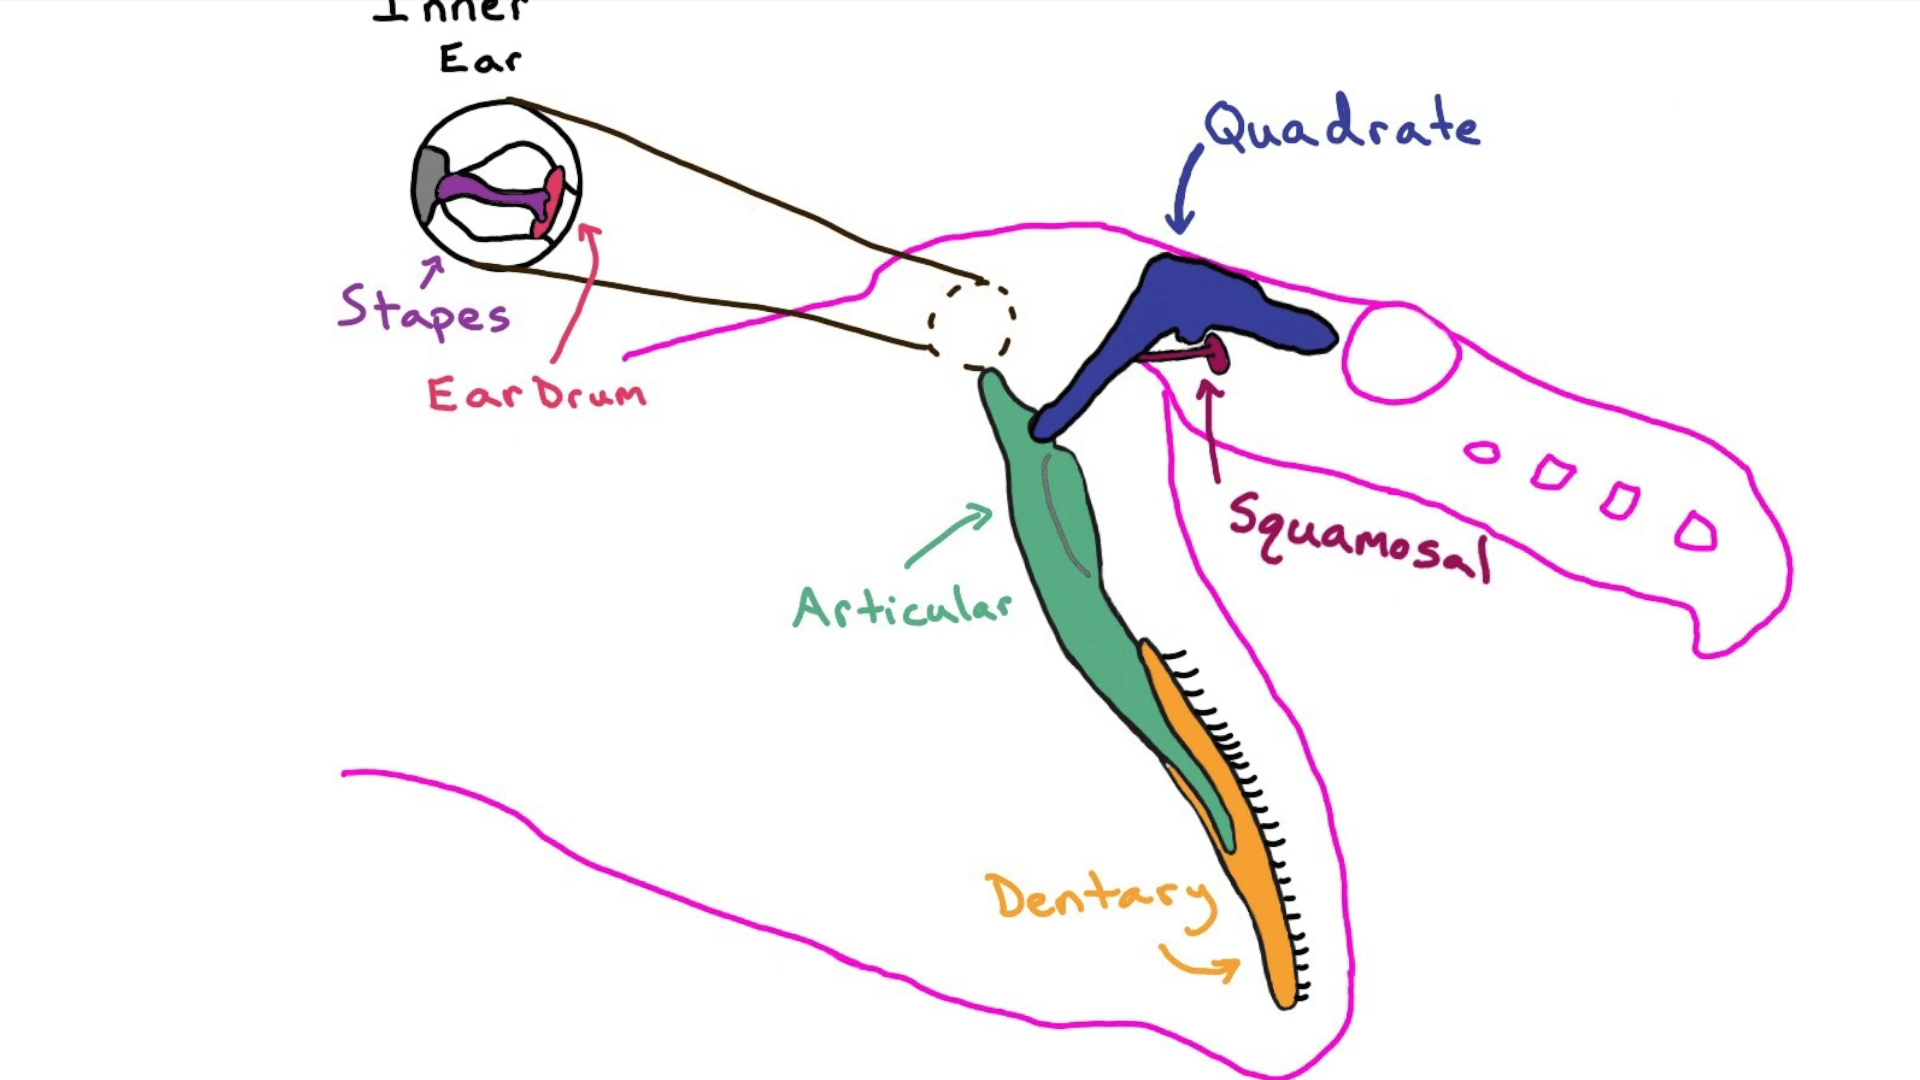 Inner
Ear
Quadrate
Stapes
Ear Drum
Squamosal
Articular
Dentary